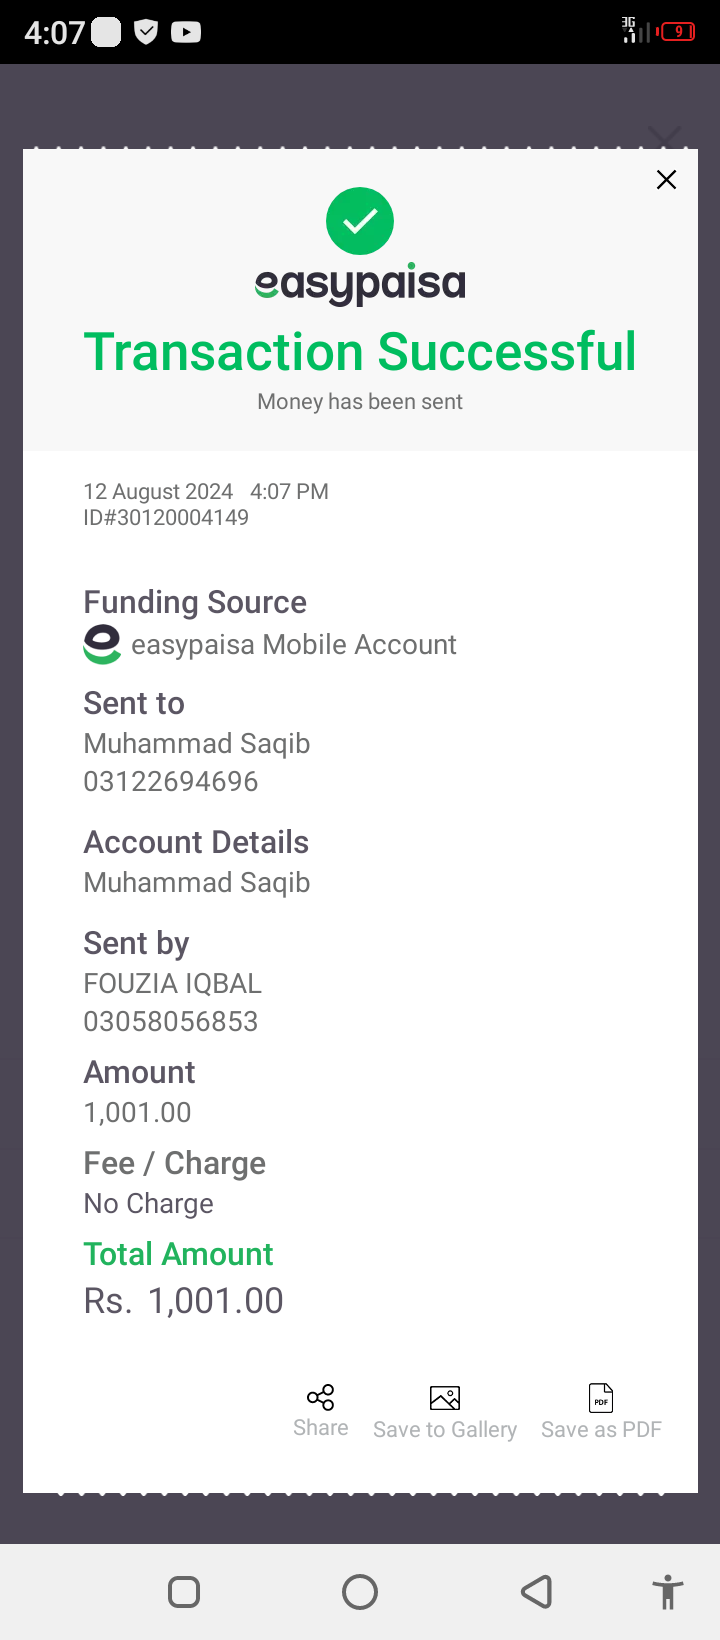 4:07
3G
9
easypaisa
Transaction Successful
Money has been sent
12 August 2024 4:07 PM
ID#30120004149
Funding Source
easypaisa Mobile Account
Sent to
Muhammad Saqib
03122694696
Account Details
Muhammad Saqib
Sent by
FOUZIA IQBAL
03058056853
Amount
1,001.00
Fee / Charge
No Charge
Total Amount
Rs. 1,001.00
PDF
Share Save to Gallery Save as PDF